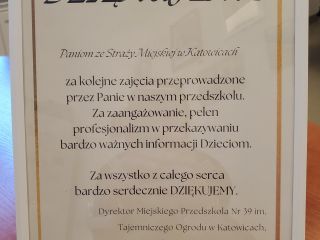 Paniom ze Straży Miejskiej w Katowicach
za kolejne zajęcia przeprowadzone
przez Panie w naszym przedszkolu.
Za zaangażowanie, pełen
profesjonalizm w przekazywaniu
bardzo ważnych informacji Dzieciom.
Za wszystko z całego serca
bardzo serdecznie DZIĘKUJEMY.
Dyrektor Miejskiego Przedszkola Nr 39 im.
Tajemniczego Ogrodu w Katowicach,